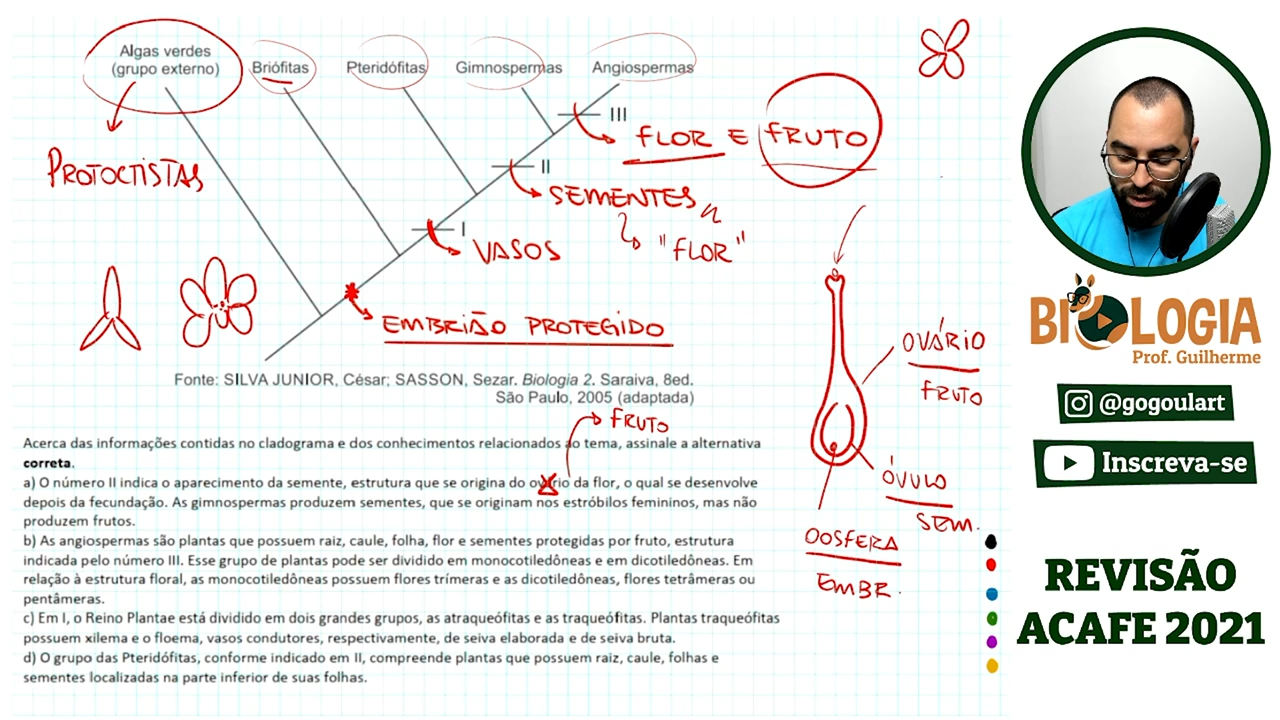 Algas verdes
(grupo externo)
Briófitas
Pteridófitas
Gimnospermas
Angiospermas
III
FLOR E FRUTO
PROTOCTISTAS
II
SEMENTES
"FLOR"
I
VASOS
EMBRIÃO PROTEGIDO
OVÁRIO
FRUTO
ÓVULO
SEM.
OOSFERA
EMBR.
Fonte: SILVA JUNIOR, César; SASSON, Sezar. Biologia 2. Saraiva, 8ed.
São Paulo, 2005 (adaptada)
FRUTO
Acerca das informações contidas no cladograma e dos conhecimentos relacionados ao tema, assinale a alternativa
correta.
a) O número II indica o aparecimento da semente, estrutura que se origina do ovário da flor, o qual se desenvolve
depois da fecundação. As gimnospermas produzem sementes, que se originam nos estróbilos femininos, mas não
produzem frutos.
b) As angiospermas são plantas que possuem raiz, caule, folha, flor e sementes protegidas por fruto, estrutura
indicada pelo número III. Esse grupo de plantas pode ser dividido em monocotiledôneas e em dicotiledôneas. Em
relação à estrutura floral, as monocotiledôneas possuem flores trímeras e as dicotiledôneas, flores tetrâmeras ou
pentâmeras.
c) Em I, o Reino Plantae está dividido em dois grandes grupos, as atraqueófitas e as traqueófitas. Plantas traqueófitas
possuem xilema e o floema, vasos condutores, respectivamente, de seiva elaborada e de seiva bruta.
d) O grupo das Pteridófitas, conforme indicado em II, compreende plantas que possuem raiz, caule, folhas e
sementes localizadas na parte inferior de suas folhas.
BIOLOGIA
Prof. Guilherme
@gogoulart
Inscreva-se
REVISÃO
ACAFE 2021